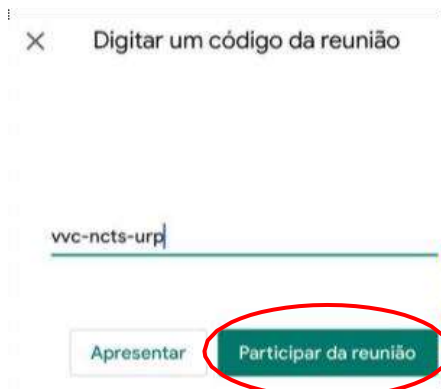 Digitar um código da reunião
vvc-ncts-urp
Apresentar Participar da reunião